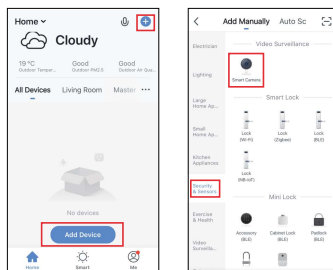 Home
Cloudy
19 °C Good Good
Outdoor Temper... Outdoor PM2.5 Outdoor Air Qua...
All Devices Living Room Master ...
No devices
Add Device
Home Smart Me
Add Manually Auto Sc
Electrician
Lighting
Large
Home Ap...
Small
Home Ap...
Kitchen
Appliances
Security
& Sensors
Exercise
& Health
Video
Surveilla...
Video Surveillance
Smart Camera
Smart Lock
Lock
(Wi-Fi)
Lock
(Zigbee)
Lock
(BLE)
Lock
(NB-IoT)
Mini Lock
Accessory
(BLE)
Cabinet Lock
(BLE)
Padlock
(BLE)